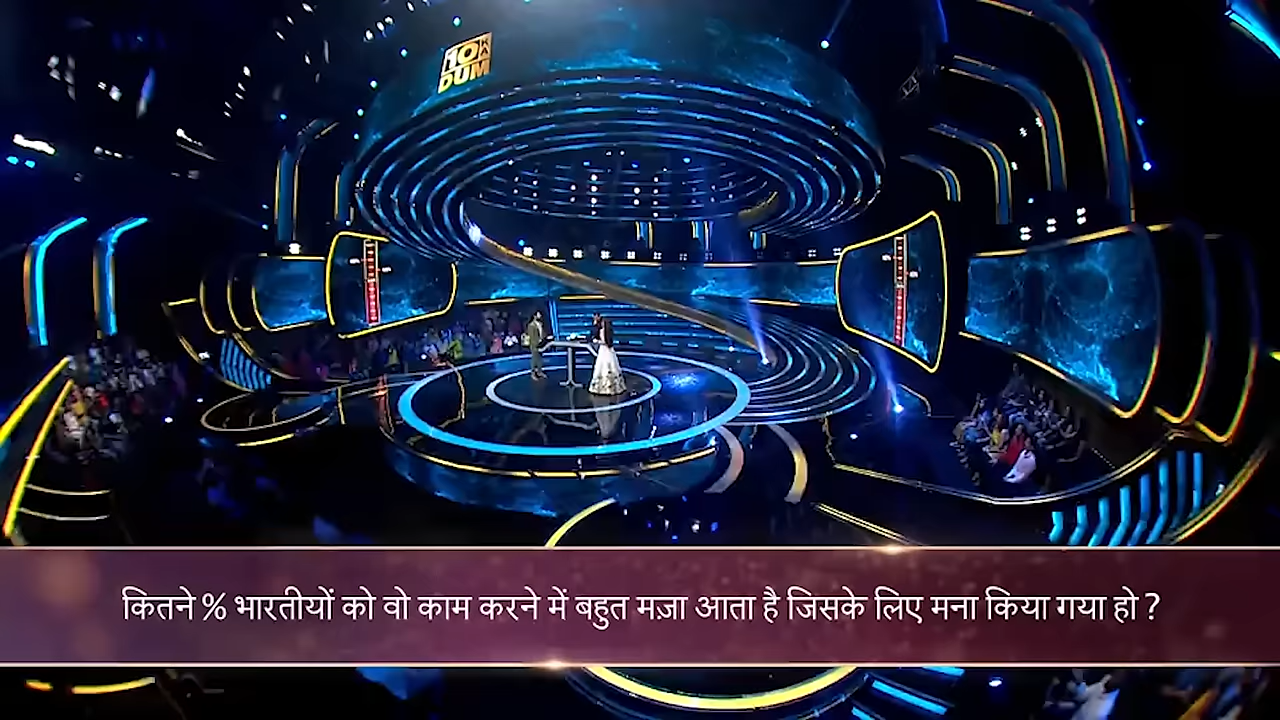 10 KA
DUM
कितने % भारतीयों को वो काम करने में बहुत मज़ा आता है जिसके लिए मना किया गया हो ?